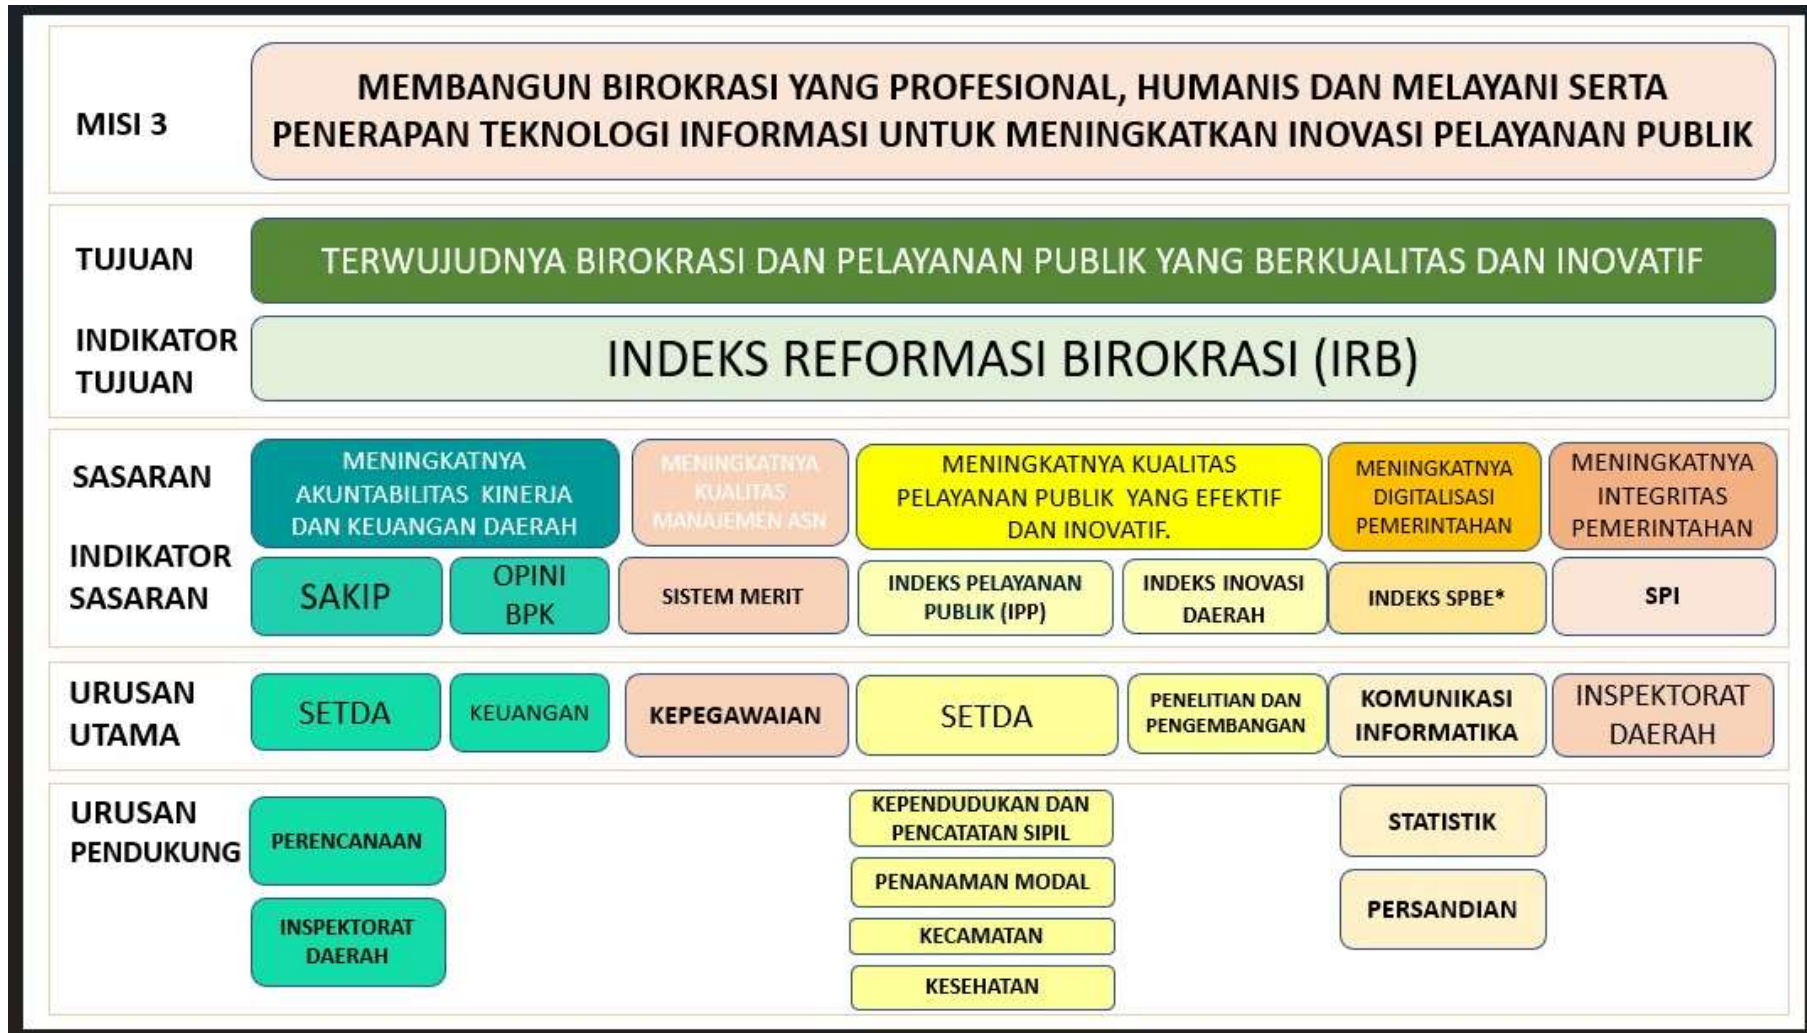 MISI 3
MEMBANGUN BIROKRASI YANG PROFESIONAL, HUMANIS DAN MELAYANI SERTA
PENERAPAN TEKNOLOGI INFORMASI UNTUK MENINGKATKAN INOVASI PELAYANAN PUBLIK
TUJUAN
TERWUJUDNYA BIROKRASI DAN PELAYANAN PUBLIK YANG BERKUALITAS DAN INOVATIF
INDIKATOR
TUJUAN
INDEKS REFORMASI BIROKRASI (IRB)
SASARAN
MENINGKATNYA
AKUNTABILITAS KINERJA
DAN KEUANGAN DAERAH
MENINGKATNYA
KUALITAS
MANAJEMEN ASN
MENINGKATNYA KUALITAS
PELAYANAN PUBLIK YANG EFEKTIF
DAN INOVATIF.
MENINGKATNYA
DIGITALISASI
PEMERINTAHAN
MENINGKATNYA
INTEGRITAS
PEMERINTAHAN
INDIKATOR
SASARAN
SAKIP
OPINI
BPK
SISTEM MERIT
INDEKS PELAYANAN
PUBLIK (IPP)
INDEKS INOVASI
DAERAH
INDEKS SPBE*
SPI
URUSAN
UTAMA
SETDA
KEUANGAN
KEPEGAWAIAN
SETDA
PENELITIAN DAN
PENGEMBANGAN
KOMUNIKASI
INFORMATIKA
INSPEKTORAT
DAERAH
URUSAN
PENDUKUNG
PERENCANAAN
INSPEKTORAT
DAERAH
KEPENDUDUKAN DAN
PENCATATAN SIPIL
PENANAMAN MODAL
KECAMATAN
KESEHATAN
STATISTIK
PERSANDIAN